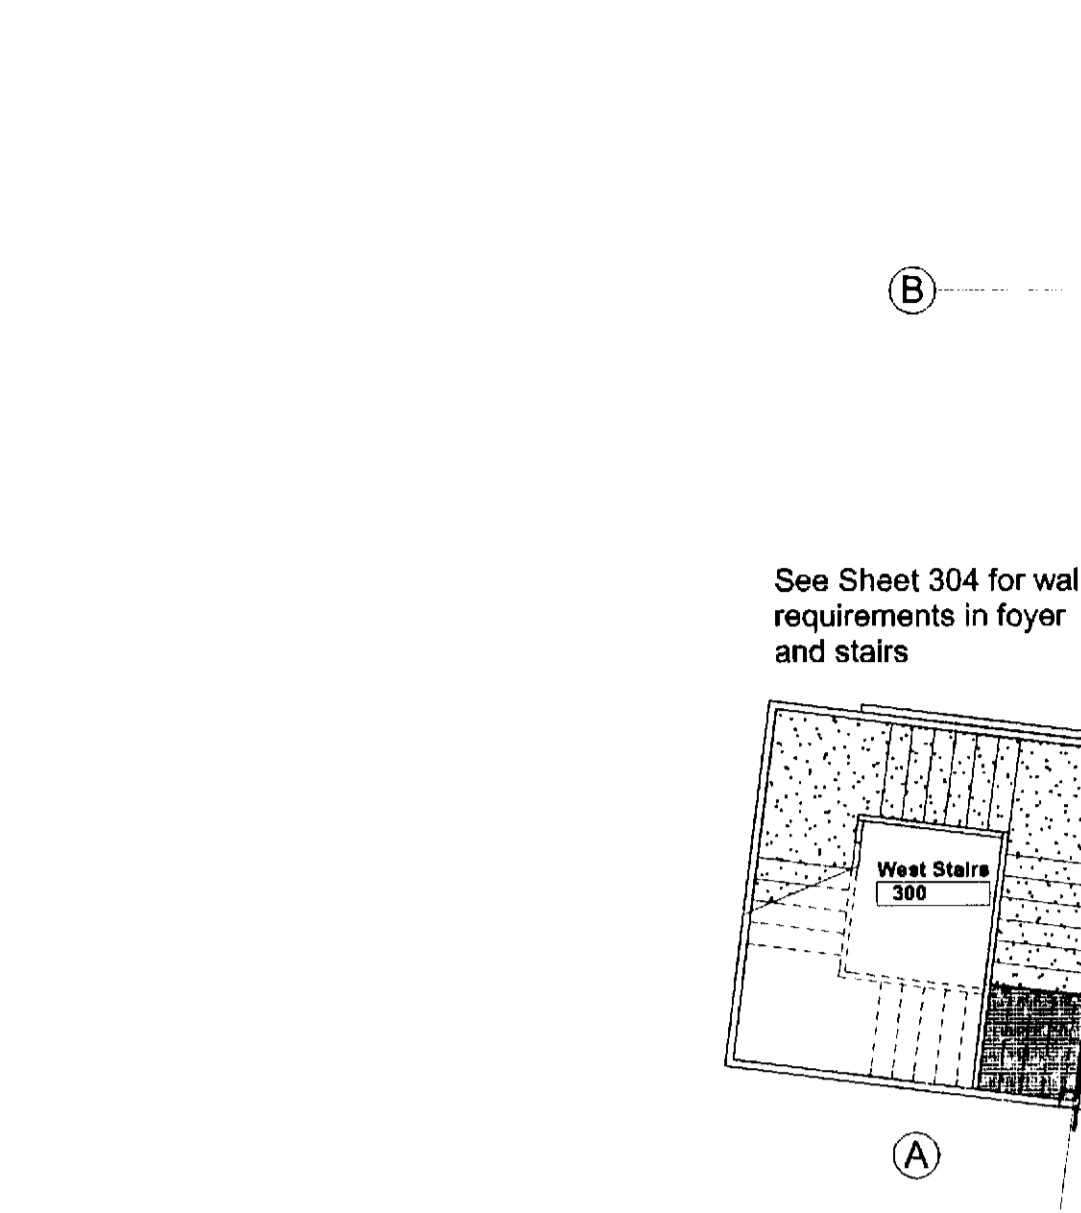 B
See Sheet 304 for wal
requirements in foyer
and stairs
West Stairs
300
A